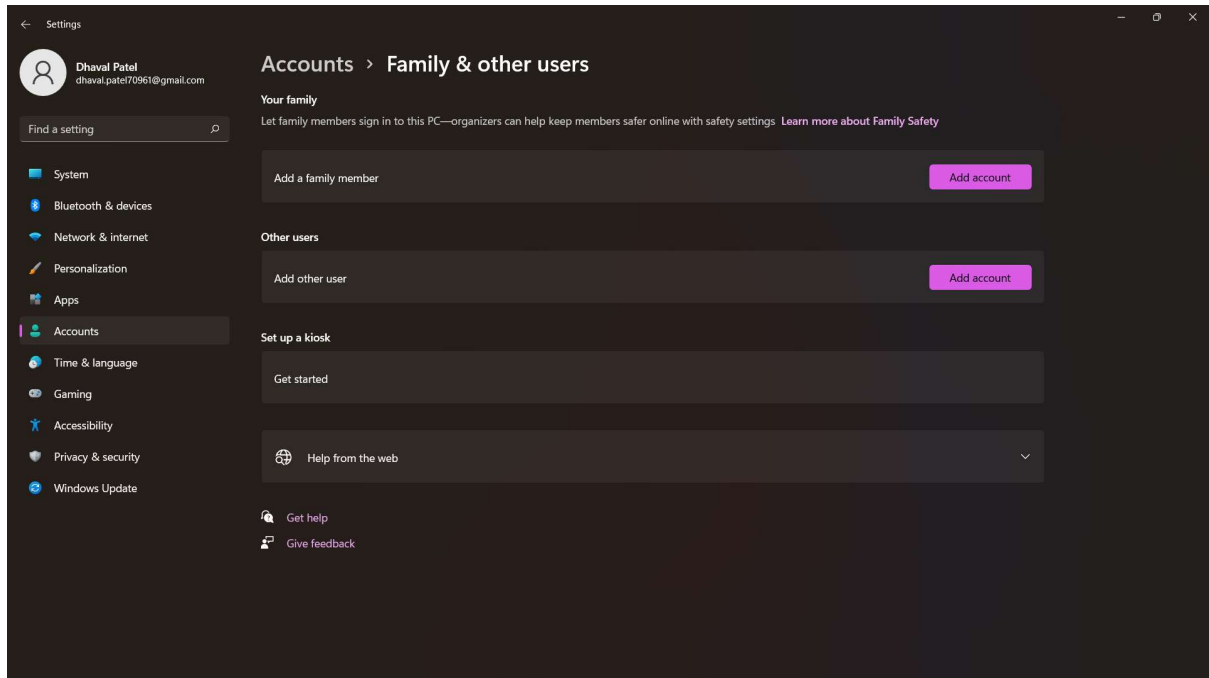 Settings
Dhaval Patel
dhaval.patel70961@gmail.com
Find a setting
System
Bluetooth & devices
Network & internet
Personalization
Apps
Accounts
Time & language
Gaming
Accessibility
Privacy & security
Windows Update
Accounts > Family & other users
Your family
Let family members sign in to this PC—organizers can help keep members safer online with safety settings Learn more about Family Safety
Add a family member
Add account
Other users
Add other user
Add account
Set up a kiosk
Get started
Help from the web
Get help
Give feedback